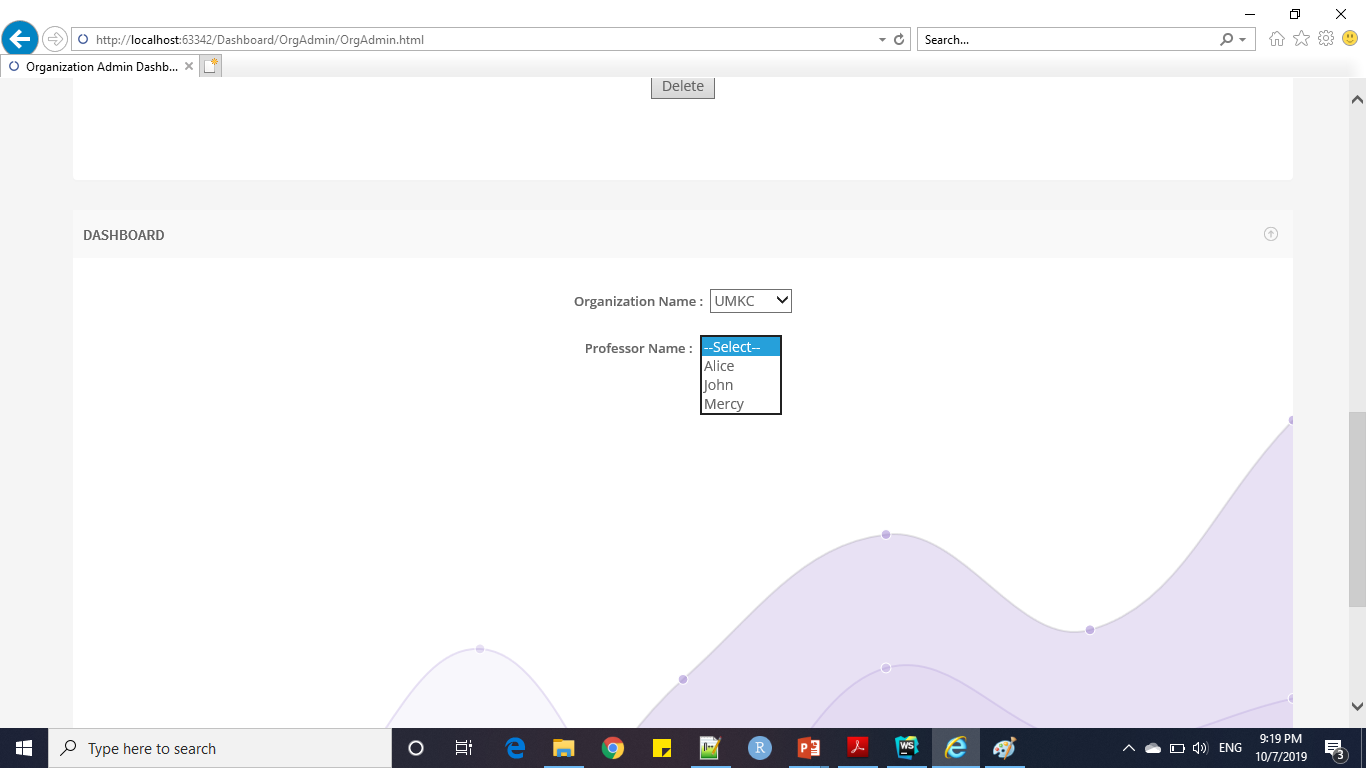 http://localhost:63342/Dashboard/OrgAdmin/OrgAdmin.html
Search...
Organization Admin Dashb...
Delete
DASHBOARD
Organization Name : UMKC
Professor Name : --Select--
Alice
John
Mercy
Type here to search
R
WS
ENG
9:19 PM
10/7/2019
3